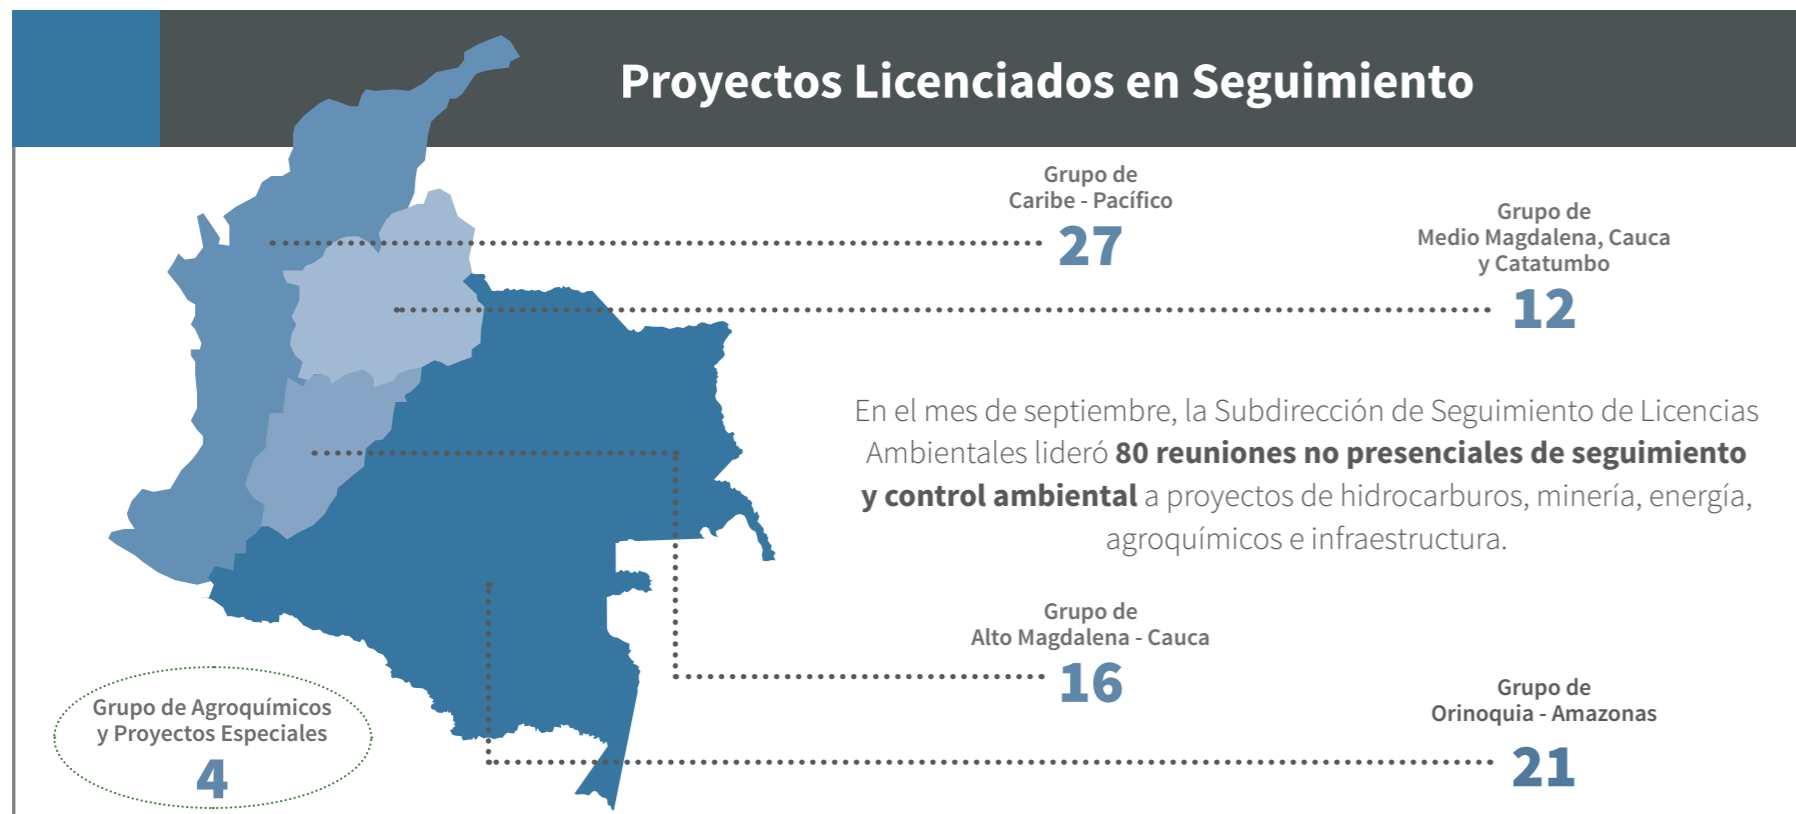 Proyectos Licenciados en Seguimiento
Grupo de
Caribe - Pacífico
27
Grupo de
Medio Magdalena, Cauca
y Catatumbo
12
En el mes de septiembre, la Subdirección de Seguimiento de Licencias
Ambientales lideró 80 reuniones no presenciales de seguimiento
y control ambiental a proyectos de hidrocarburos, minería, energía,
agroquímicos e infraestructura.
Grupo de
Alto Magdalena - Cauca
16
Grupo de
Orinoquia - Amazonas
21
Grupo de Agroquímicos
y Proyectos Especiales
4